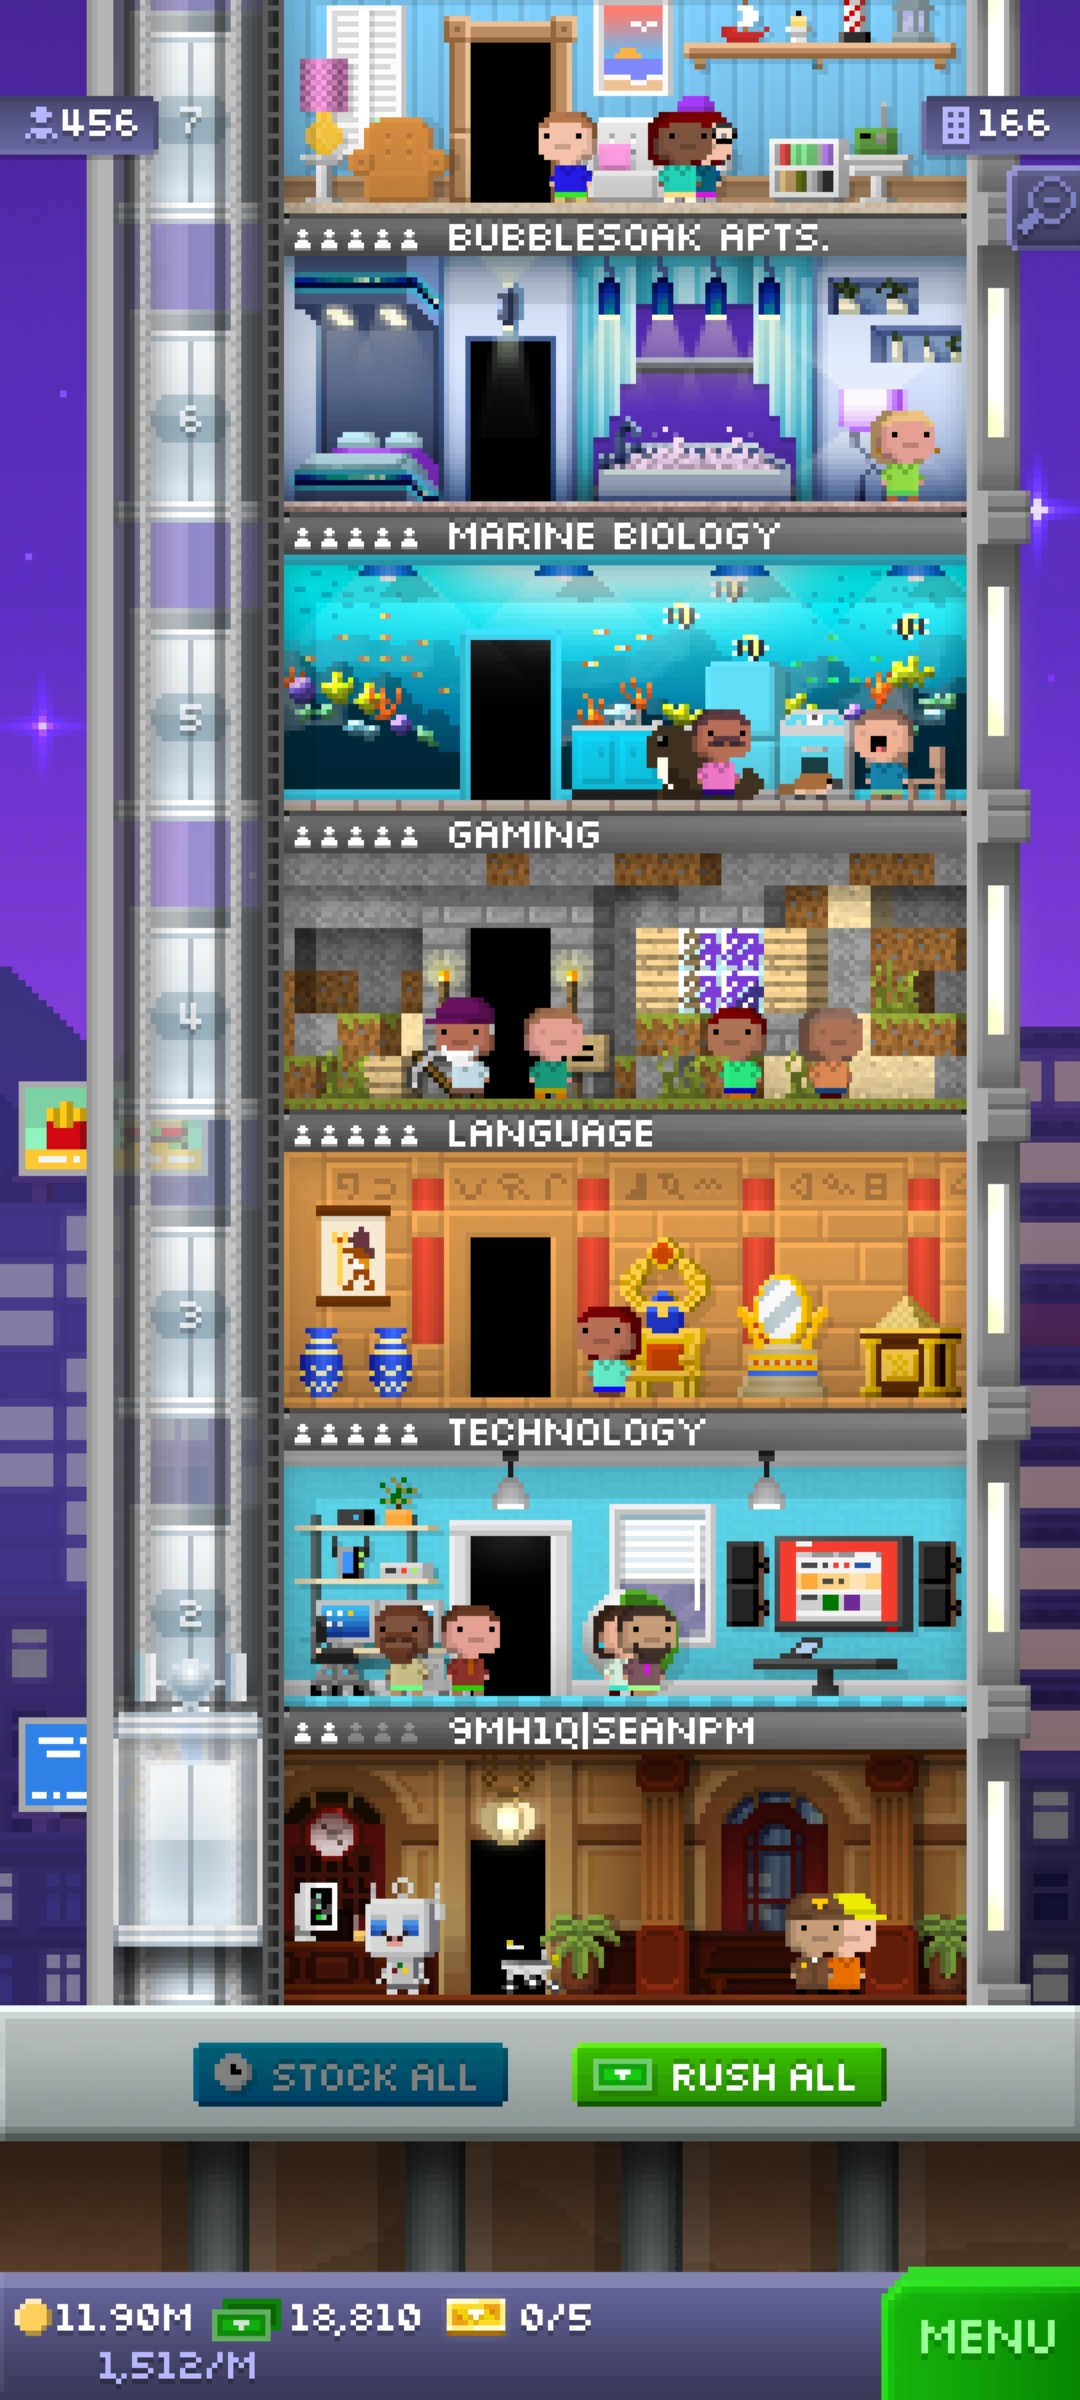 7
456
166
BUBBLESOAK APTS.
6
MARINE BIOLOGY
5
GAMING
4
LANGUAGE
3
TECHNOLOGY
2
9MH1Q|SEANPM
STOCK ALL
RUSH ALL
11.90M 18,810 0/5
1,512/M
MENU